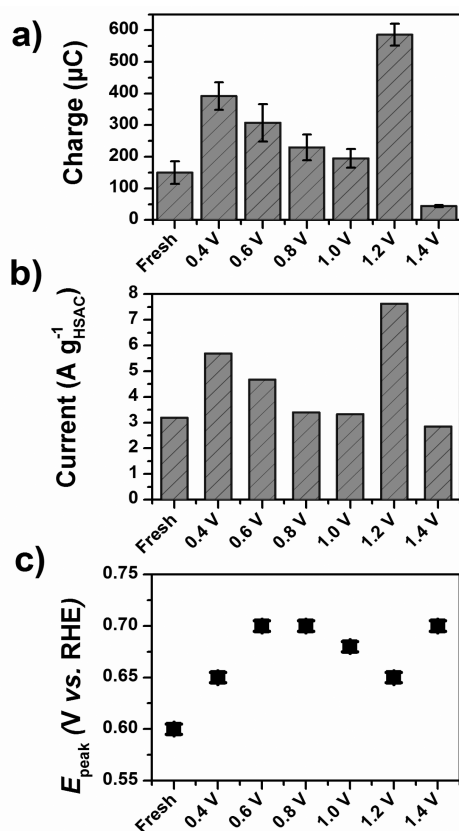 a)
Charge (µC)
600
500
400
300
200
100
0
Fresh 0.4 V 0.6 V 0.8 V 1.0 V 1.2 V 1.4 V
b)
Current (A g⁻¹HSAC)
8
7
6
5
4
3
2
1
0
Fresh 0.4 V 0.6 V 0.8 V 1.0 V 1.2 V 1.4 V
c)
Epeak (V vs. RHE)
0.75
0.70
0.65
0.60
0.55
Fresh 0.4 V 0.6 V 0.8 V 1.0 V 1.2 V 1.4 V